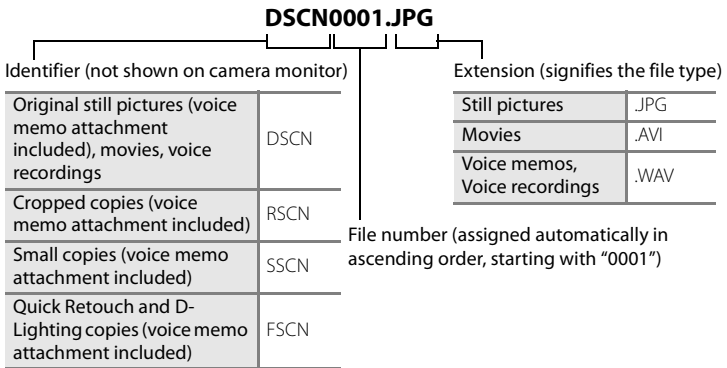 DSCN0001.JPG
Identifier (not shown on camera monitor)
Original still pictures (voice
memo attachment
included), movies, voice
recordings
DSCN
Cropped copies (voice
memo attachment included)
RSCN
Small copies (voice memo
attachment included)
SSCN
Quick Retouch and D-
Lighting copies (voice memo
attachment included)
FSCN
Extension (signifies the file type)
Still pictures
.JPG
Movies
.AVI
Voice memos,
Voice recordings
.WAV
File number (assigned automatically in
ascending order, starting with “0001”)